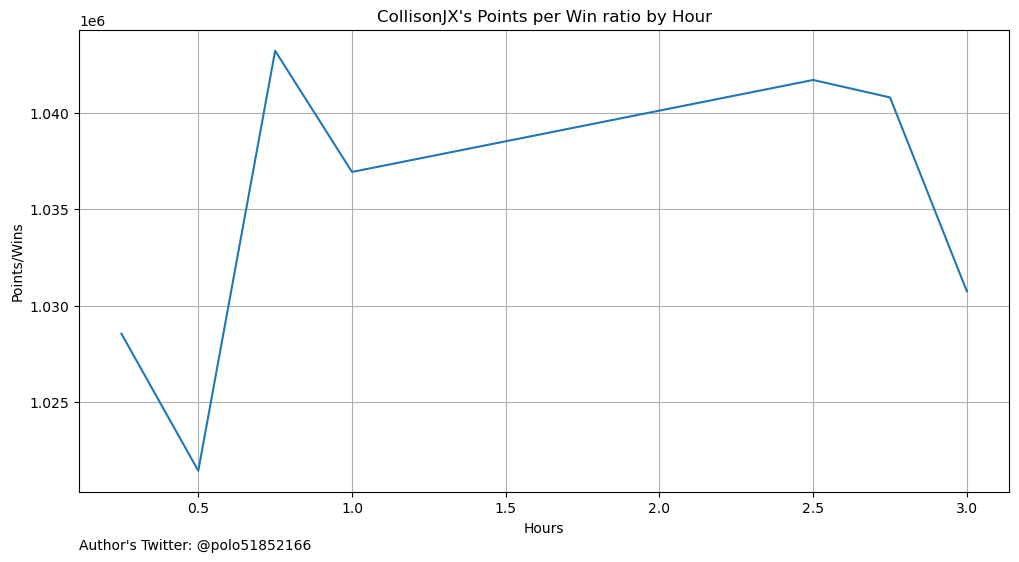 CollisonJX's Points per Win ratio by Hour
1e6
1.040
1.035
1.030
1.025
Points/Wins
0.5 1.0 1.5 2.0 2.5 3.0
Hours
Author's Twitter: @polo51852166